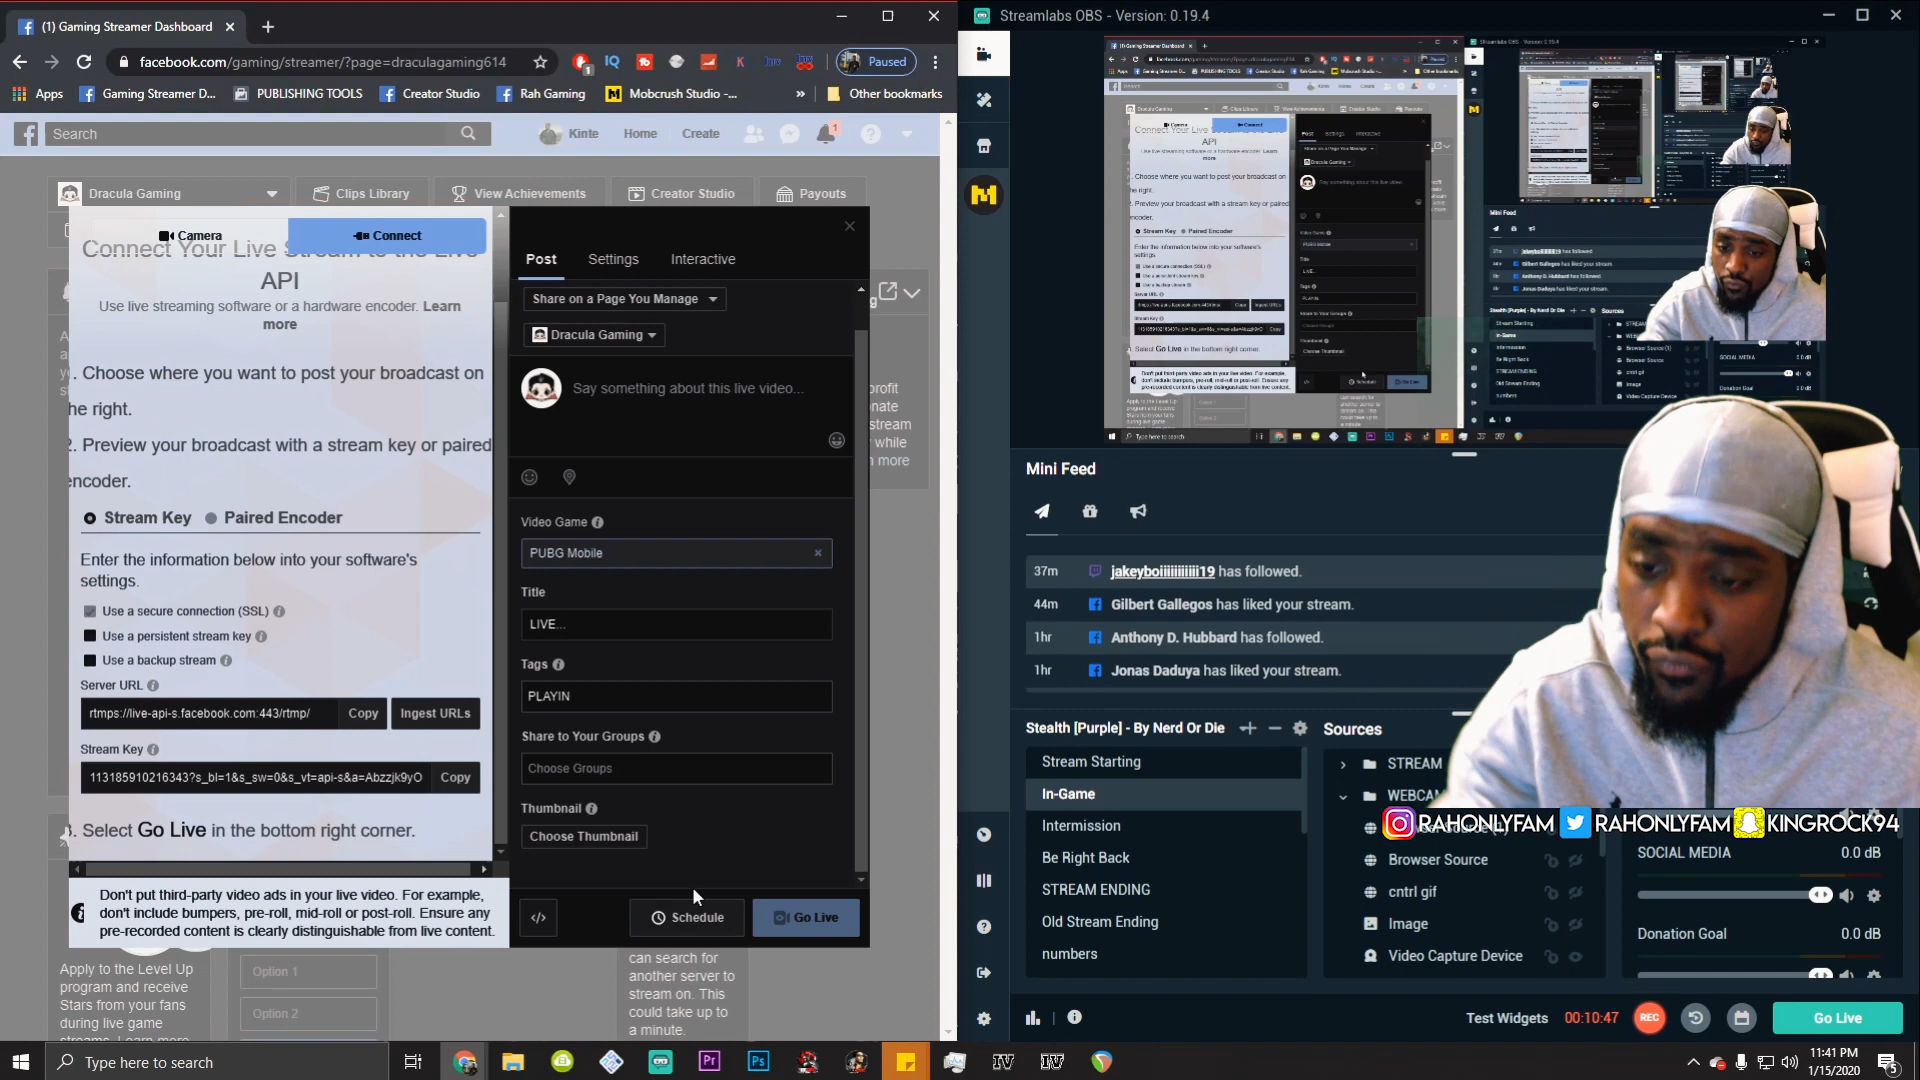 (1) Gaming Streamer Dashboard
facebook.com/gaming/streamer/?page=draculagaming614
Paused
Apps
Gaming Streamer D...
PUBLISHING TOOLS
Creator Studio
Rah Gaming
Mobcrush Studio -...
»
Other bookmarks
Search
Kinte
Home
Create
1
Dracula Gaming
Clips Library
View Achievements
Creator Studio
Payouts
Camera
Connect
Connect Your Live Stream to the Live
API
Use live streaming software or a hardware encoder. Learn
more
. Choose where you want to post your broadcast on
he right.
2. Preview your broadcast with a stream key or paired
encoder.
Stream Key
Paired Encoder
Enter the information below into your software's
settings.
Use a secure connection (SSL)
Use a persistent stream key
Use a backup stream
Server URL
rtmps://live-api-s.facebook.com:443/rtmp/
Copy
Ingest URLs
Stream Key
113185910216343?s_bl=1&s_sw=0&s_vt=api-s&a=Abzzjk9yO
Copy
3. Select Go Live in the bottom right corner.
Don't put third-party video ads in your live video. For example,
don't include bumpers, pre-roll, mid-roll or post-roll. Ensure any
pre-recorded content is clearly distinguishable from live content.
Post
Settings
Interactive
Share on a Page You Manage
Dracula Gaming
Say something about this live video...
Video Game
PUBG Mobile
Title
LIVE...
Tags
PLAYIN
Share to Your Groups
Choose Groups
Thumbnail
Choose Thumbnail
</>
Schedule
Go Live
Apply to the Level Up
program and receive
Stars from your fans
during live game
streams. Learn more
Option 1
Option 2
can search for
another server to
stream on. This
could take up to
a minute.
Type here to search
Streamlabs OBS - Version: 0.19.4
Mini Feed
37m
jakeyboiiiiiiiiiii19 has followed.
44m
Gilbert Gallegos has liked your stream.
1hr
Anthony D. Hubbard has followed.
1hr
Jonas Daduya has liked your stream.
Stealth [Purple] - By Nerd Or Die
Stream Starting
In-Game
Intermission
Be Right Back
STREAM ENDING
Old Stream Ending
numbers
Sources
STREAM
WEBCAM
Browser Source
cntrl gif
Image
Video Capture Device
RAHONLYFAM
RAHONLYFAM
KINGROCK94
SOCIAL MEDIA
0.0 dB
Donation Goal
0.0 dB
Test Widgets
00:10:47
REC
Go Live
11:41 PM
1/15/2020
5